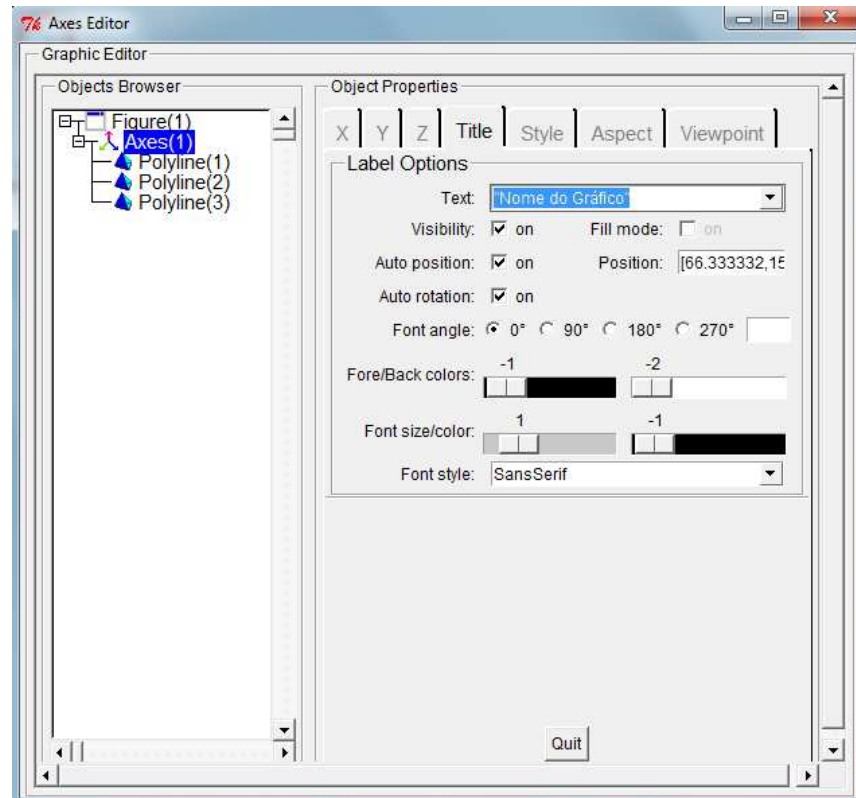 Axes Editor
Graphic Editor
Objects Browser
Figure(1)
Axes(1)
Polyline(1)
Polyline(2)
Polyline(3)
Object Properties
X Y Z Title Style Aspect Viewpoint
Label Options
Text: "Nome do Gráfico"
Visibility: on Fill mode: on
Auto position: on Position: [66.333332,15
Auto rotation: on
Font angle: 0° 90° 180° 270°
-1 -2
Fore/Back colors:
1 -1
Font size/color:
Font style: SansSerif
Quit